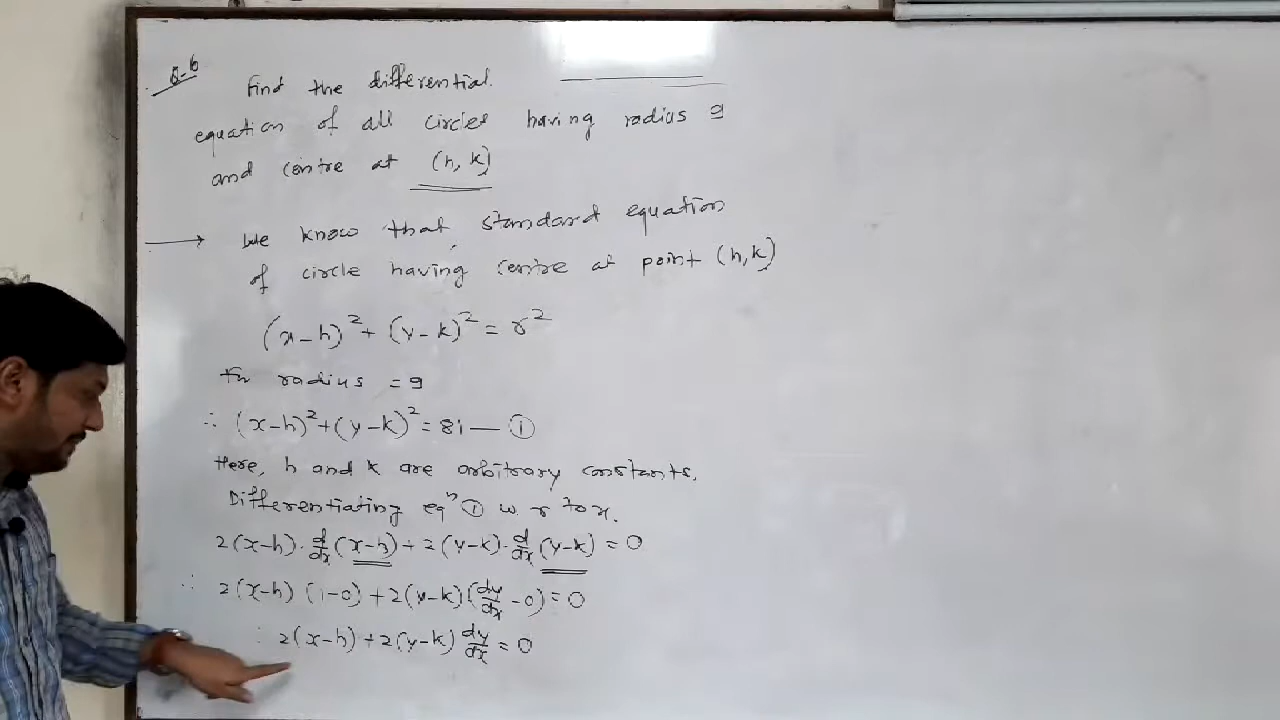 Q-6 Find the differential.
equation of all circles having radius 9
and centre at (h, k)
→ We know that standard equation
of circle having centre at point (h, k)
(x-h)² + (y-k)² = r²
radius = 9
∴ (x-h)² + (y-k)² = 81 — ①
Here, h and k are arbitrary constants.
Differentiating eqⁿ ① w. r to x.
2(x-h) · d/dx (x-h) + 2(y-k) · d/dx (y-k) = 0
∴ 2(x-h) (1-0) + 2(y-k) (dy/dx - 0) = 0
∴ 2(x-h) + 2(y-k) dy/dx = 0